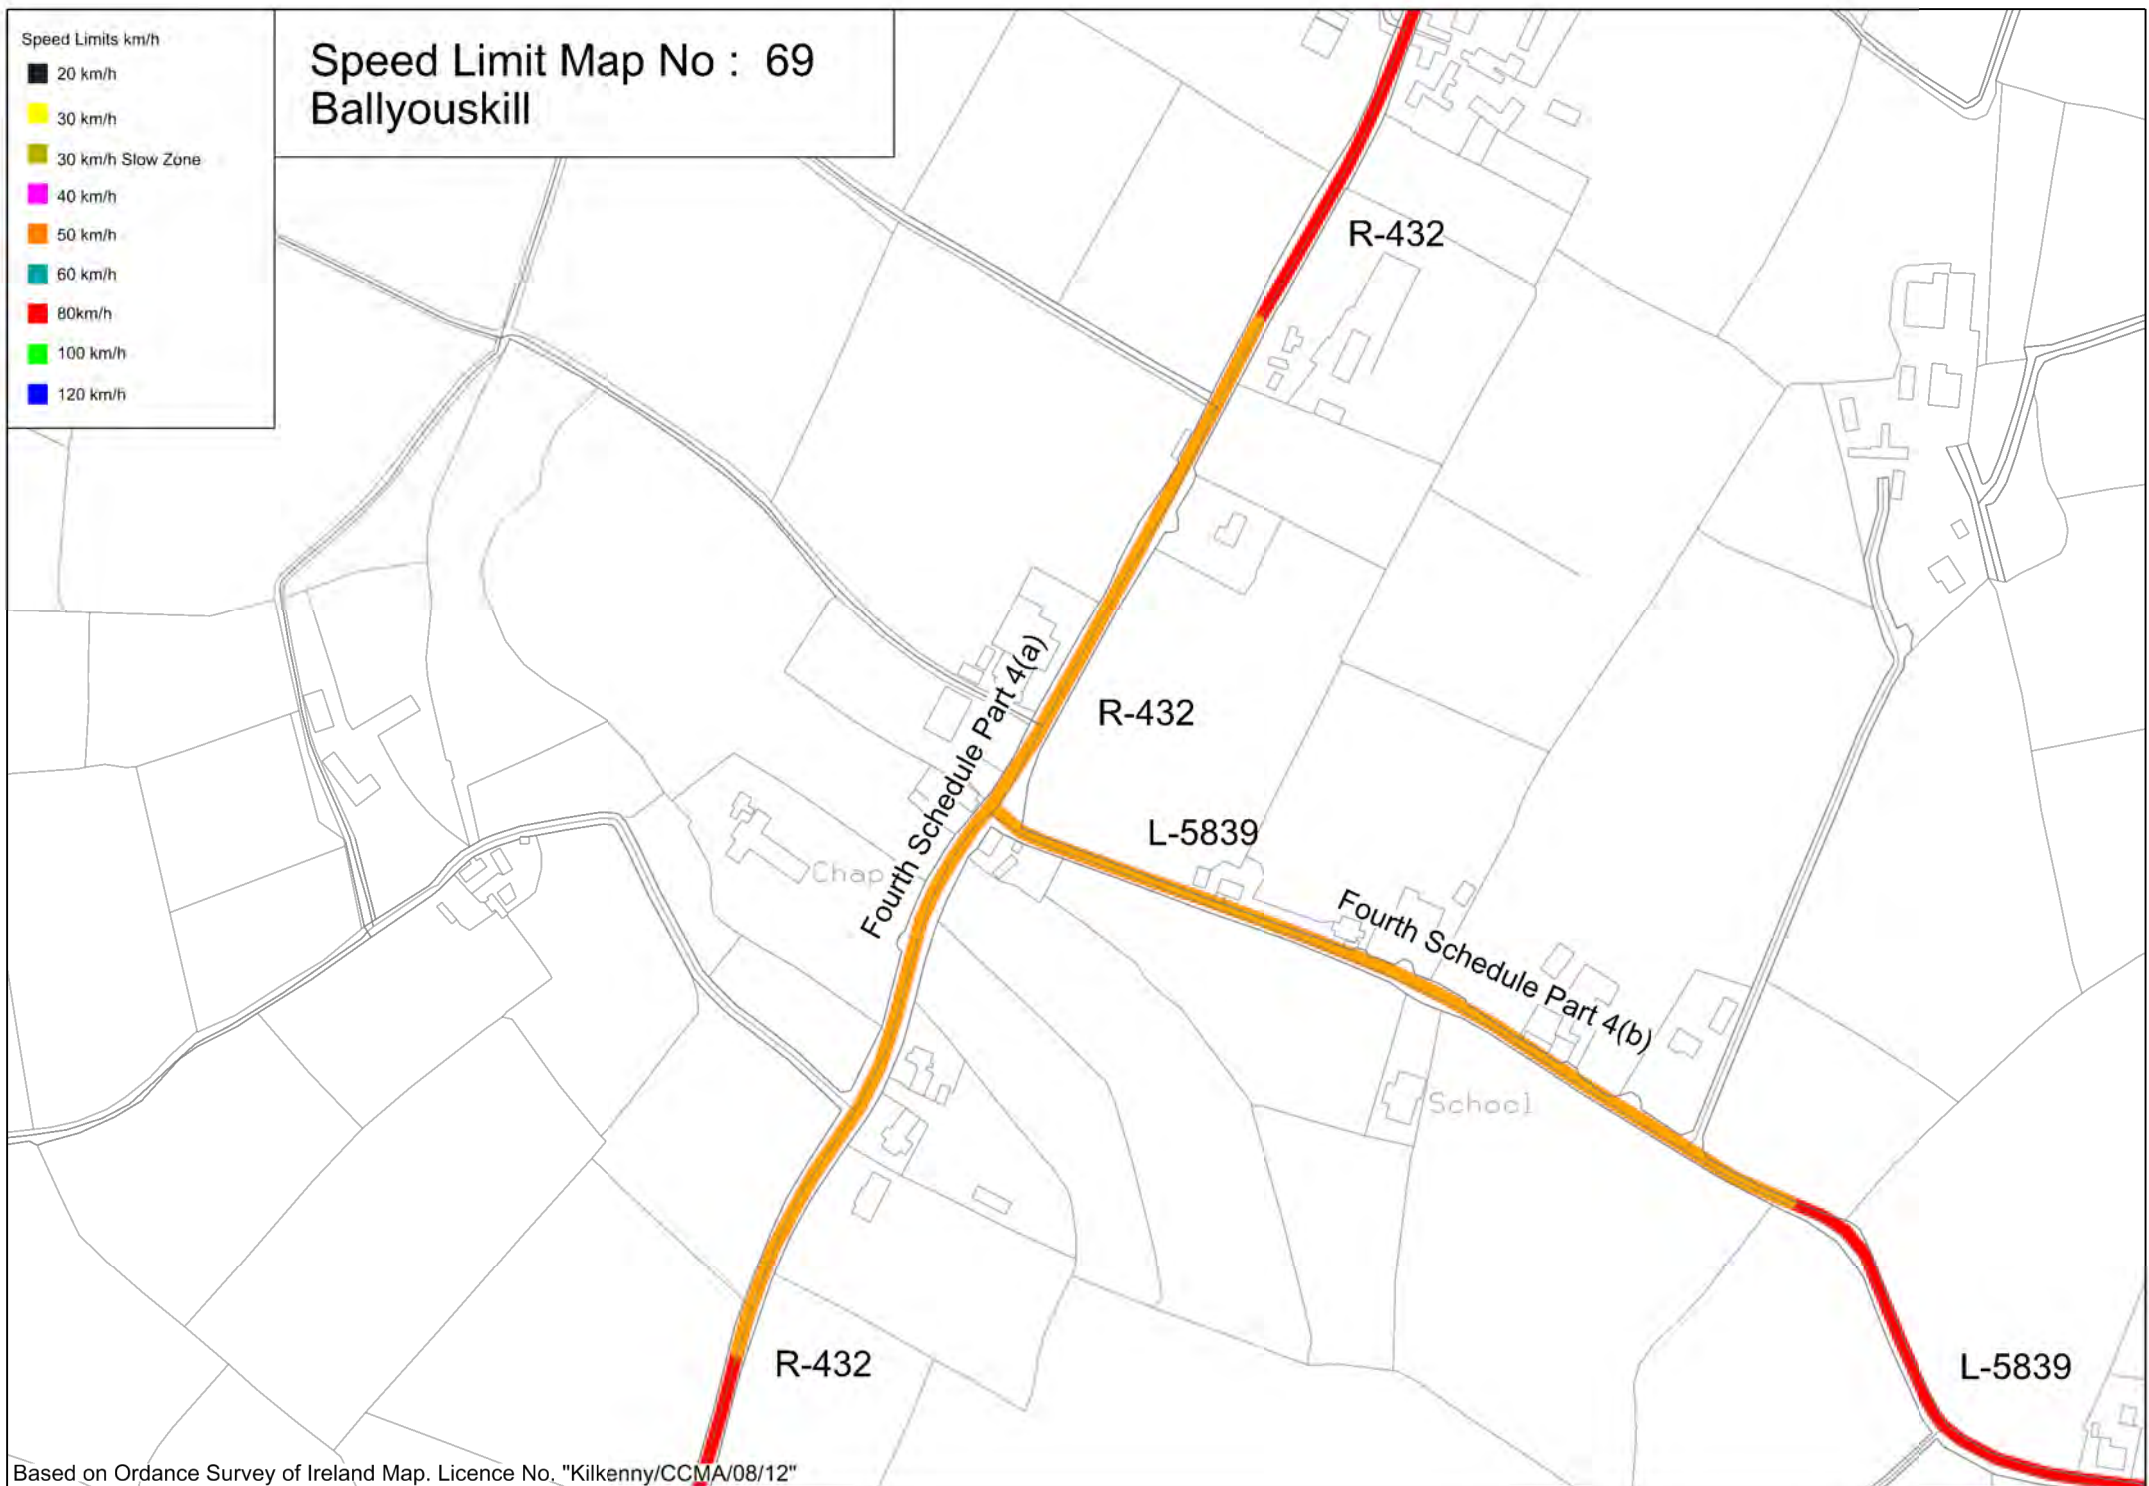 Speed Limits km/h
20 km/h
30 km/h
30 km/h Slow Zone
40 km/h
50 km/h
60 km/h
80km/h
100 km/h
120 km/h
Speed Limit Map No : 69
Ballyouskill
R-432
Fourth Schedule Part 4(a)
R-432
L-5839
Chap
Fourth Schedule Part 4(b)
School
R-432
L-5839
Based on Ordance Survey of Ireland Map. Licence No. "Kilkenny/CCMA/08/12"